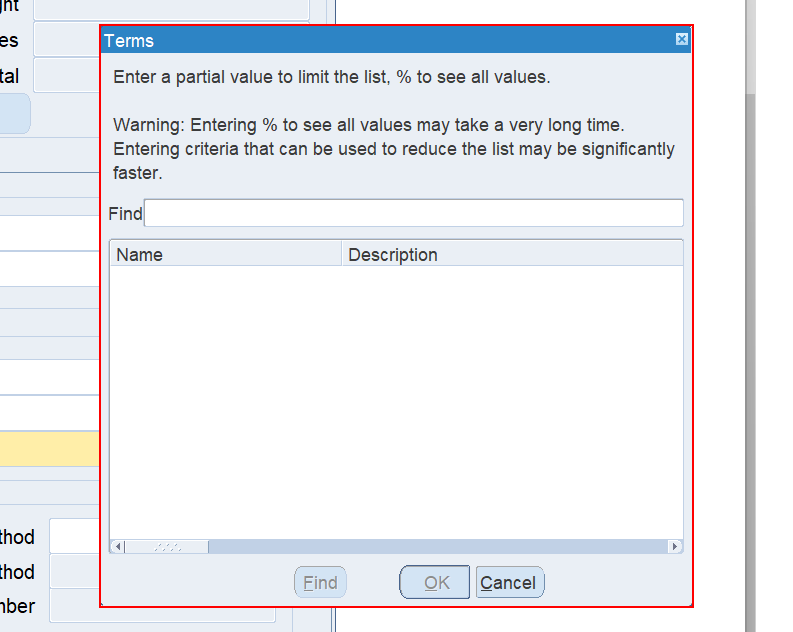 ght
es
tal
Terms
Enter a partial value to limit the list, % to see all values.
Warning: Entering % to see all values may take a very long time.
Entering criteria that can be used to reduce the list may be significantly
faster.
Find
Name Description
Find OK Cancel
thod
thod
nber